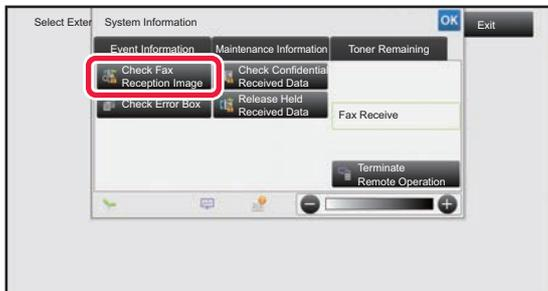 Select Exter
System Information
OK
Exit
Event Information
Maintenance Information
Toner Remaining
Check Fax
Reception Image
Check Confidential
Received Data
Check Error Box
Release Held
Received Data
Fax Receive
Terminate
Remote Operation